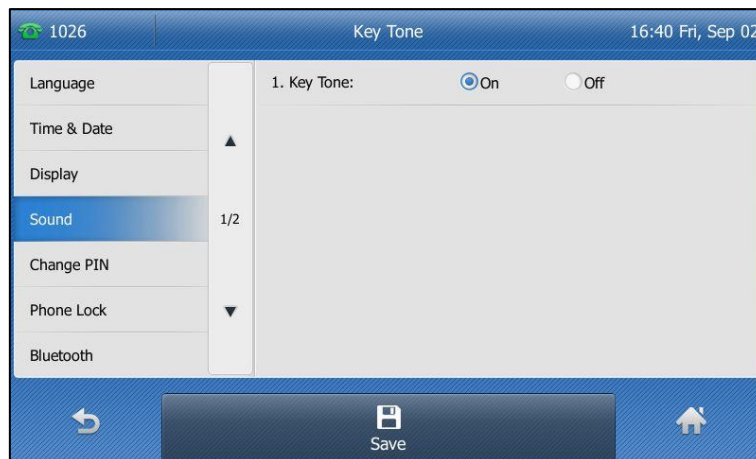 1026 Key Tone 16:40 Fri, Sep 02
Language
Time & Date
Display
Sound
Change PIN
Phone Lock
Bluetooth
1/2
1. Key Tone: On Off
Save